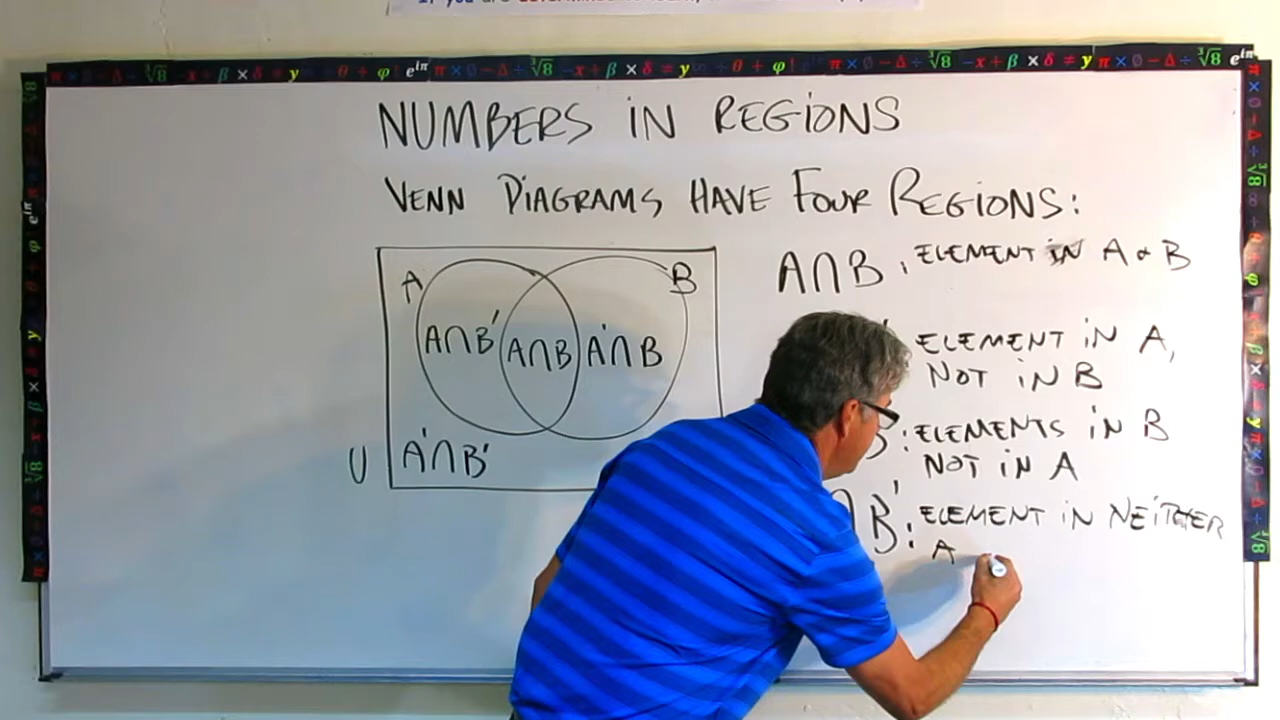 NUMBERS IN REGIONS
VENN DIAGRAMS HAVE FOUR REGIONS:
A
B
A∩B'
A∩B
A'∩B
A'∩B'
U
A∩B : ELEMENT IN A & B
ELEMENT IN A,
NOT IN B
: ELEMENTS IN B
NOT IN A
∩B' : ELEMENT IN NEITHER
A